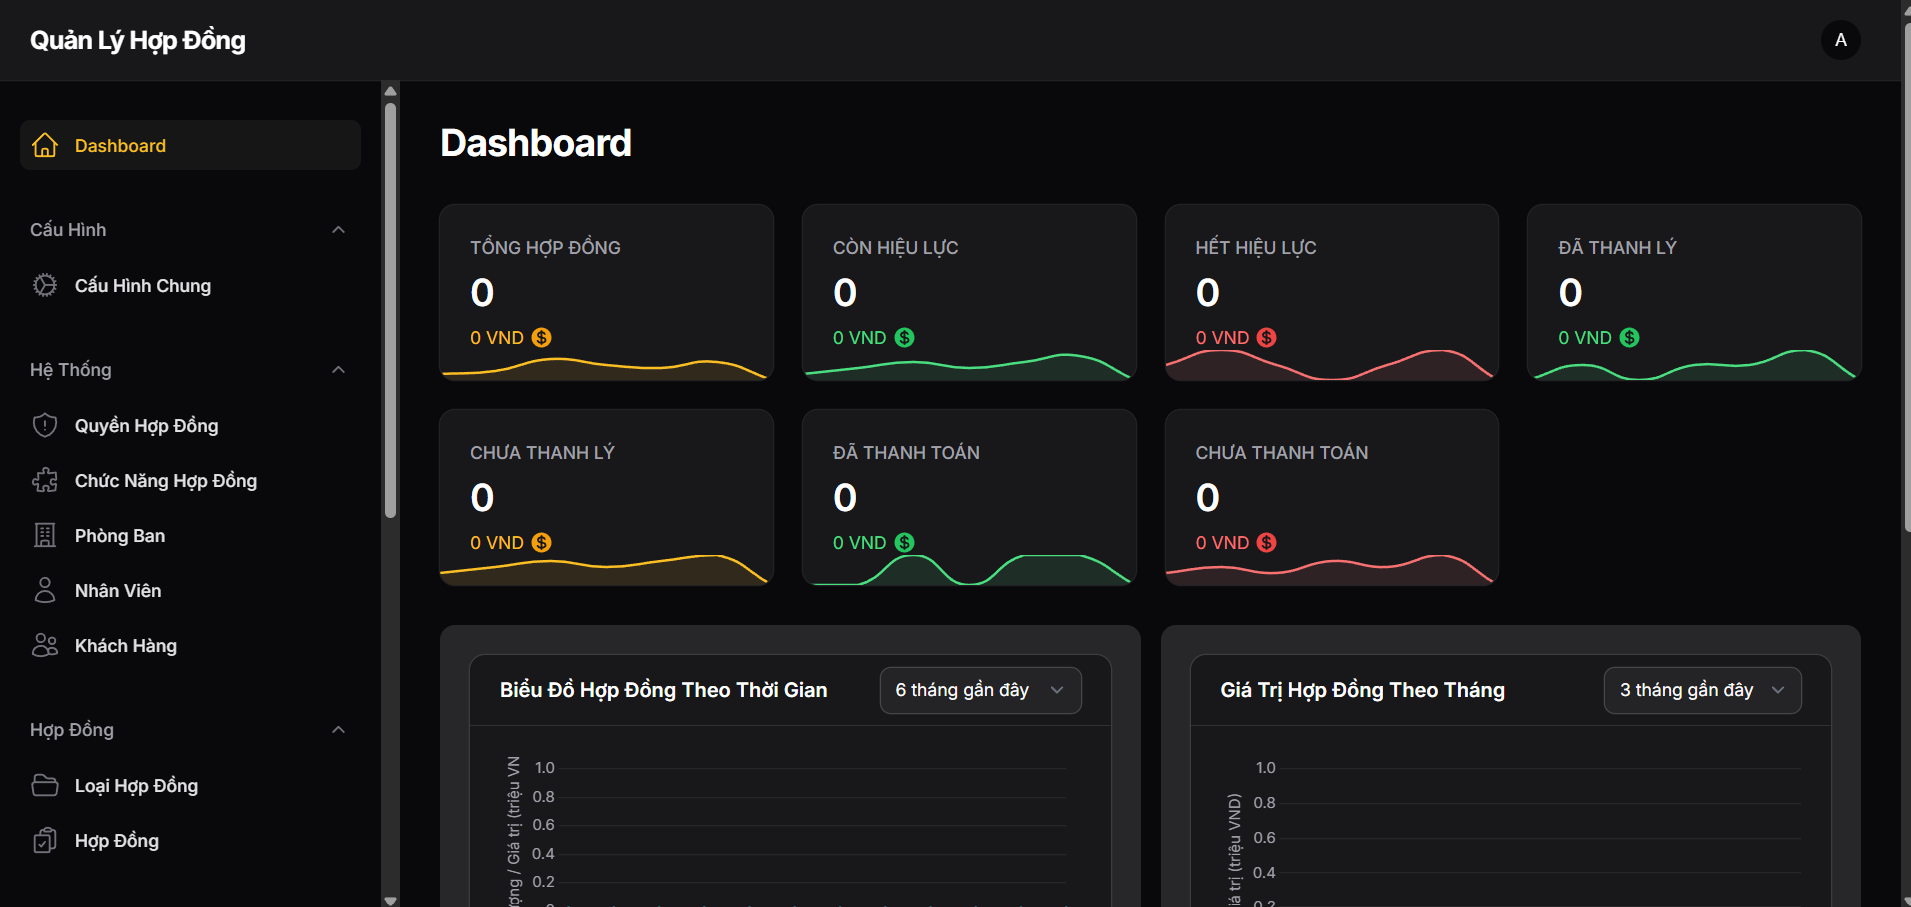 Quản Lý Hợp Đồng
A
Dashboard
Cấu Hình
Cấu Hình Chung
Hệ Thống
Quyền Hợp Đồng
Chức Năng Hợp Đồng
Phòng Ban
Nhân Viên
Khách Hàng
Hợp Đồng
Loại Hợp Đồng
Hợp Đồng
Dashboard
TỔNG HỢP ĐỒNG
0
0 VND $
CÒN HIỆU LỰC
0
0 VND $
HẾT HIỆU LỰC
0
0 VND $
ĐÃ THANH LÝ
0
0 VND $
CHƯA THANH LÝ
0
0 VND $
ĐÃ THANH TOÁN
0
0 VND $
CHƯA THANH TOÁN
0
0 VND $
Biểu Đồ Hợp Đồng Theo Thời Gian
6 tháng gần đây
1.0
0.8
0.6
0.4
0.2
/ Giá trị (triệu VN
Giá Trị Hợp Đồng Theo Tháng
3 tháng gần đây
1.0
0.8
0.6
0.4
0.2
trị (triệu VND)